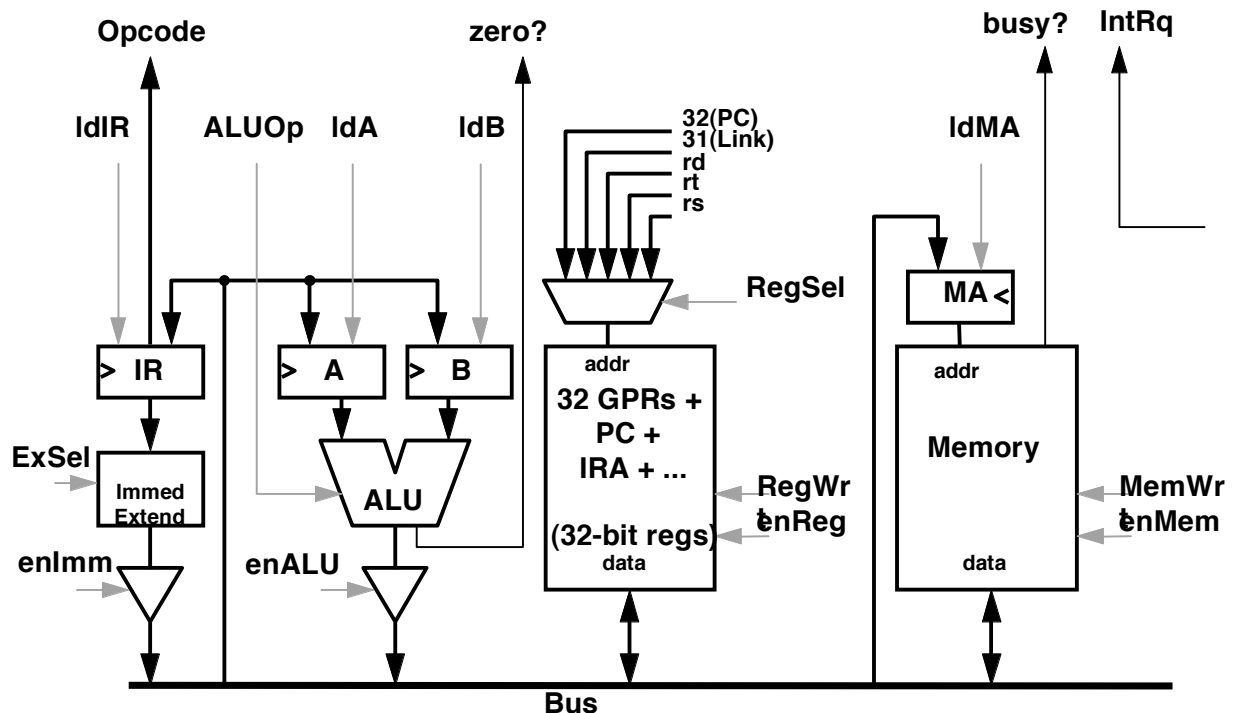 Opcode zero? busy? IntRq
ldIR ALUOp ldA ldB ldMA
32(PC)
31(Link)
rd
rt
rs
RegSel
MA <
> IR > A > B
addr addr
32 GPRs +
PC +
IRA + ...
Memory
ExSel
Immed
Extend
ALU
RegWrt MemWrt
enReg enMem
(32-bit regs)
data data
enImm enALU
Bus